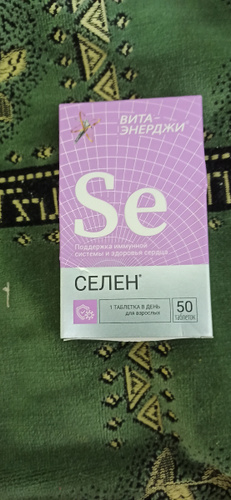 ВИТА-
ЭНЕРДЖИ
Se
Поддержка иммунной
системы и здоровья сердца
СЕЛЕН*
1 ТАБЛЕТКА В ДЕНЬ
для взрослых
50
таблеток